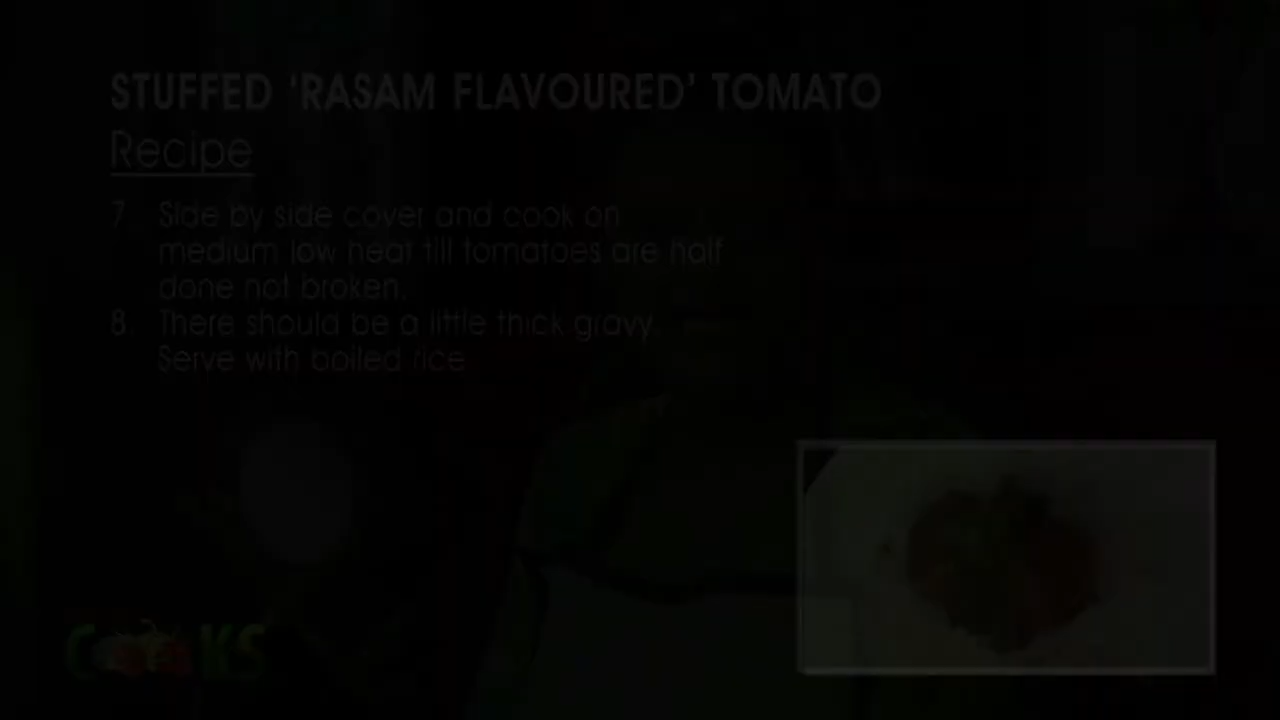 STUFFED ‘RASAM FLAVOURED’ TOMATO
Recipe
7. Side by side cover and cook on
medium low heat till tomatoes are half
done not broken.
8. There should be a little thick gravy.
Serve with boiled rice